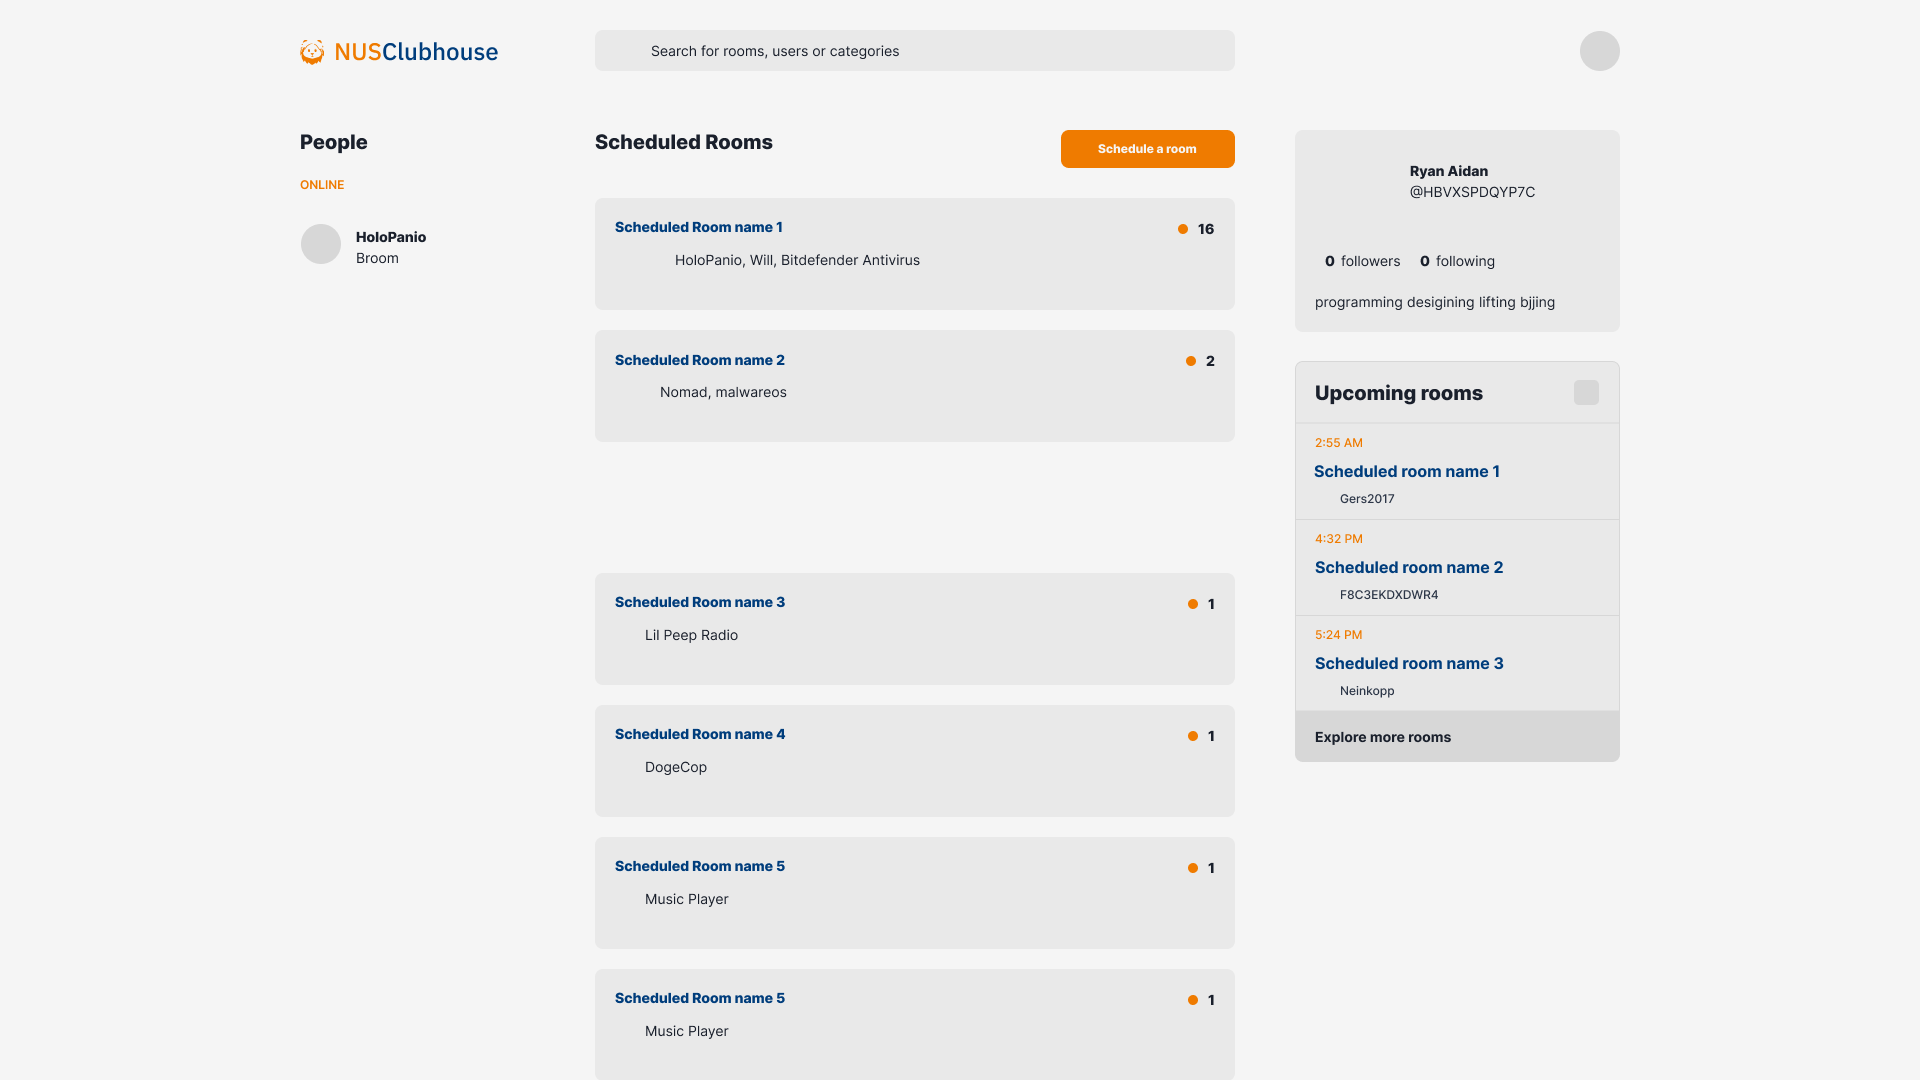 NUSClubhouse
Search for rooms, users or categories
People
ONLINE
HoloPanio
Broom
Scheduled Rooms
Schedule a room
Scheduled Room name 1
16
HoloPanio, Will, Bitdefender Antivirus
Scheduled Room name 2
2
Nomad, malwareos
Scheduled Room name 3
1
Lil Peep Radio
Scheduled Room name 4
1
DogeCop
Scheduled Room name 5
1
Music Player
Scheduled Room name 5
1
Music Player
Ryan Aidan
@HBVXSPDQYP7C
0 followers 0 following
programming desigining lifting bjjing
Upcoming rooms
2:55 AM
Scheduled room name 1
Gers2017
4:32 PM
Scheduled room name 2
F8C3EKDXDWR4
5:24 PM
Scheduled room name 3
Neinkopp
Explore more rooms